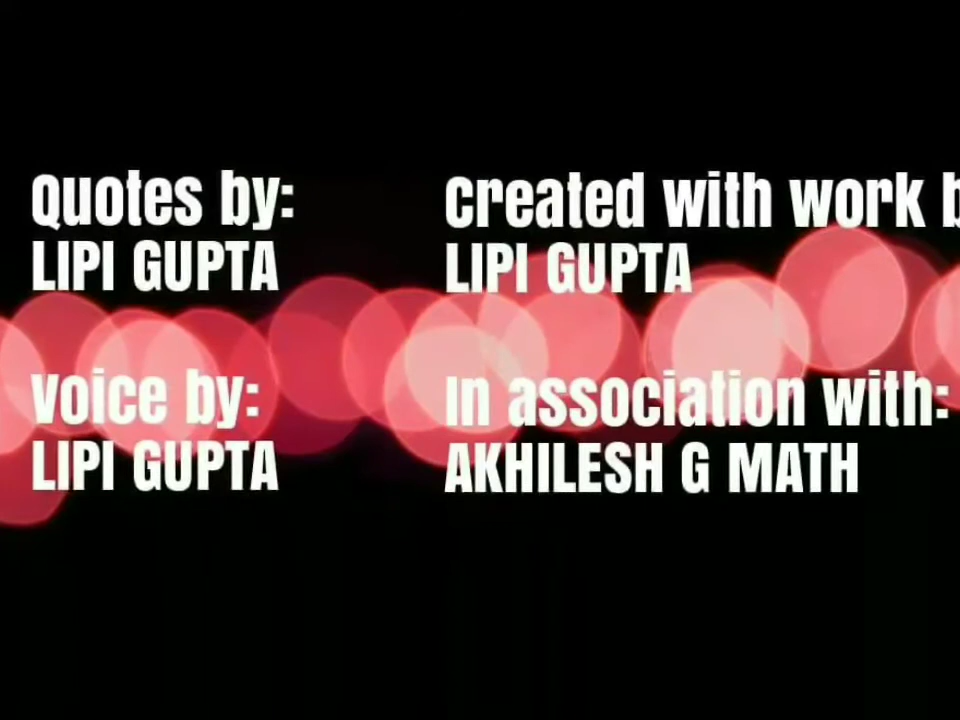 Quotes by:
LIPI GUPTA
Voice by:
LIPI GUPTA
Created with work
LIPI GUPTA
In association with:
AKHILESH G MATH